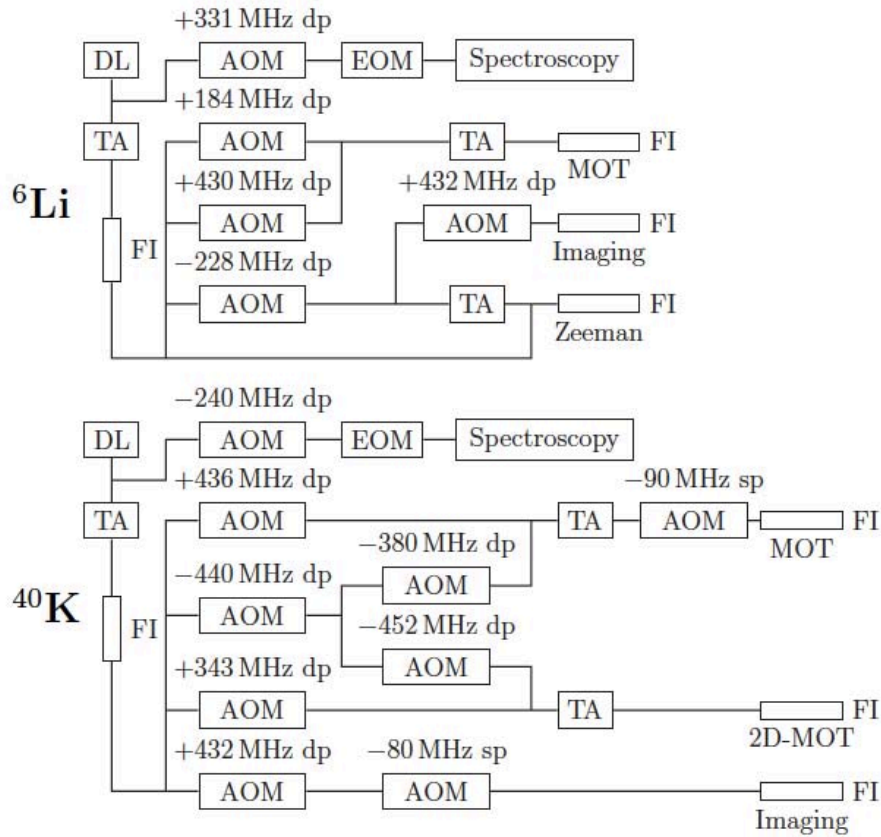 +331 MHz dp
DL AOM EOM Spectroscopy
+184 MHz dp
TA AOM TA FI
MOT
⁶Li
+430 MHz dp +432 MHz dp
AOM AOM FI
Imaging
FI
−228 MHz dp
AOM TA FI
Zeeman
−240 MHz dp
DL AOM EOM Spectroscopy
+436 MHz dp −90 MHz sp
TA AOM TA AOM FI
MOT
−380 MHz dp
−440 MHz dp AOM
⁴⁰K
FI AOM
−452 MHz dp
AOM
+343 MHz dp
AOM TA FI
2D-MOT
+432 MHz dp −80 MHz sp
AOM AOM FI
Imaging